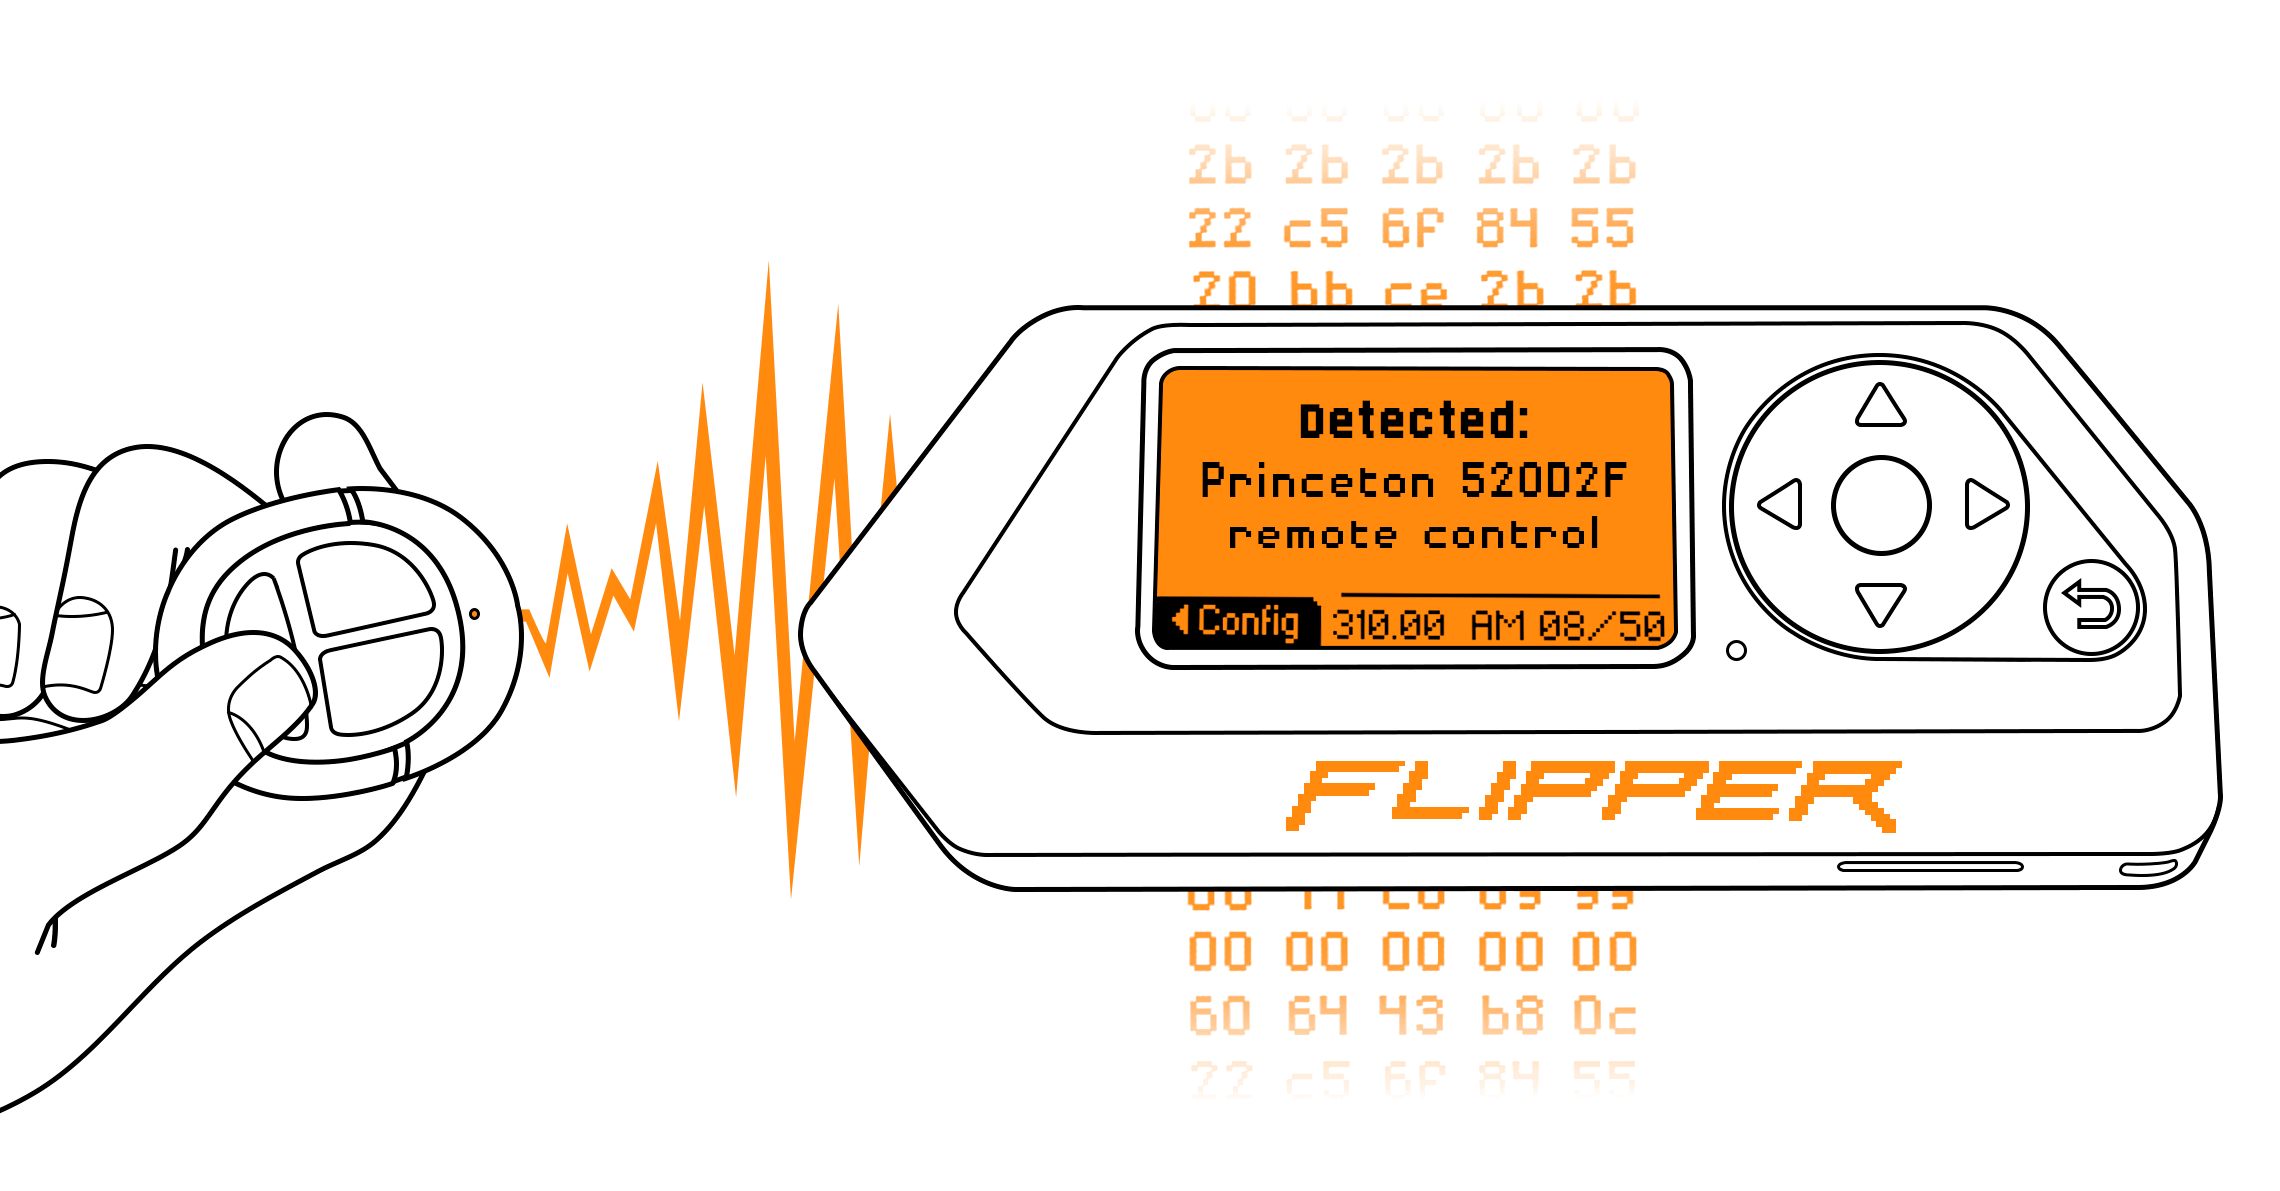 2b 2b 2b 2b 2b
22 c5 6f 84 55
20 bb ce 2b 2b
Detected:
Princeton 520D2F
remote control
Config 310.00 AM 08/50
FLIPPER
00 00 00 00 00
60 64 43 b8 0c
22 c5 6f 84 55